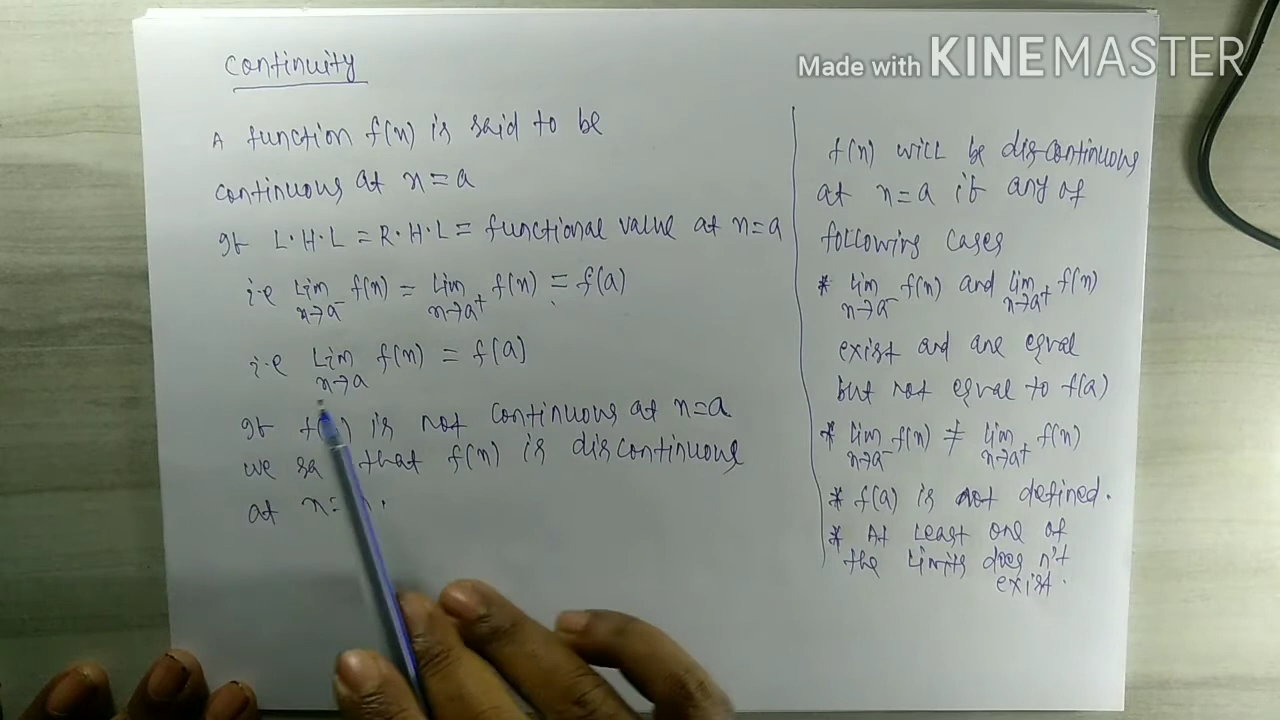 Made with KINEMASTER
Continuity
A function f(x) is said to be
continuous at x=a
If L.H.L = R.H.L = functional value at x=a
i.e lim x→a⁻ f(x) = lim x→a⁺ f(x) = f(a)
i.e Lim x→a f(x) = f(a)
If is not continuous at x=a
we that f(x) is discontinuous
at
f(x) will be dis-continuous
at x=a if any of
following cases
* lim x→a⁻ f(x) and lim x→a⁺ f(x)
exist and are equal
but not equal to f(a)
* lim x→a⁻ f(x) ≠ lim x→a⁺ f(x)
* f(a) is not defined.
* At Least one of
the limits does n't
exist.